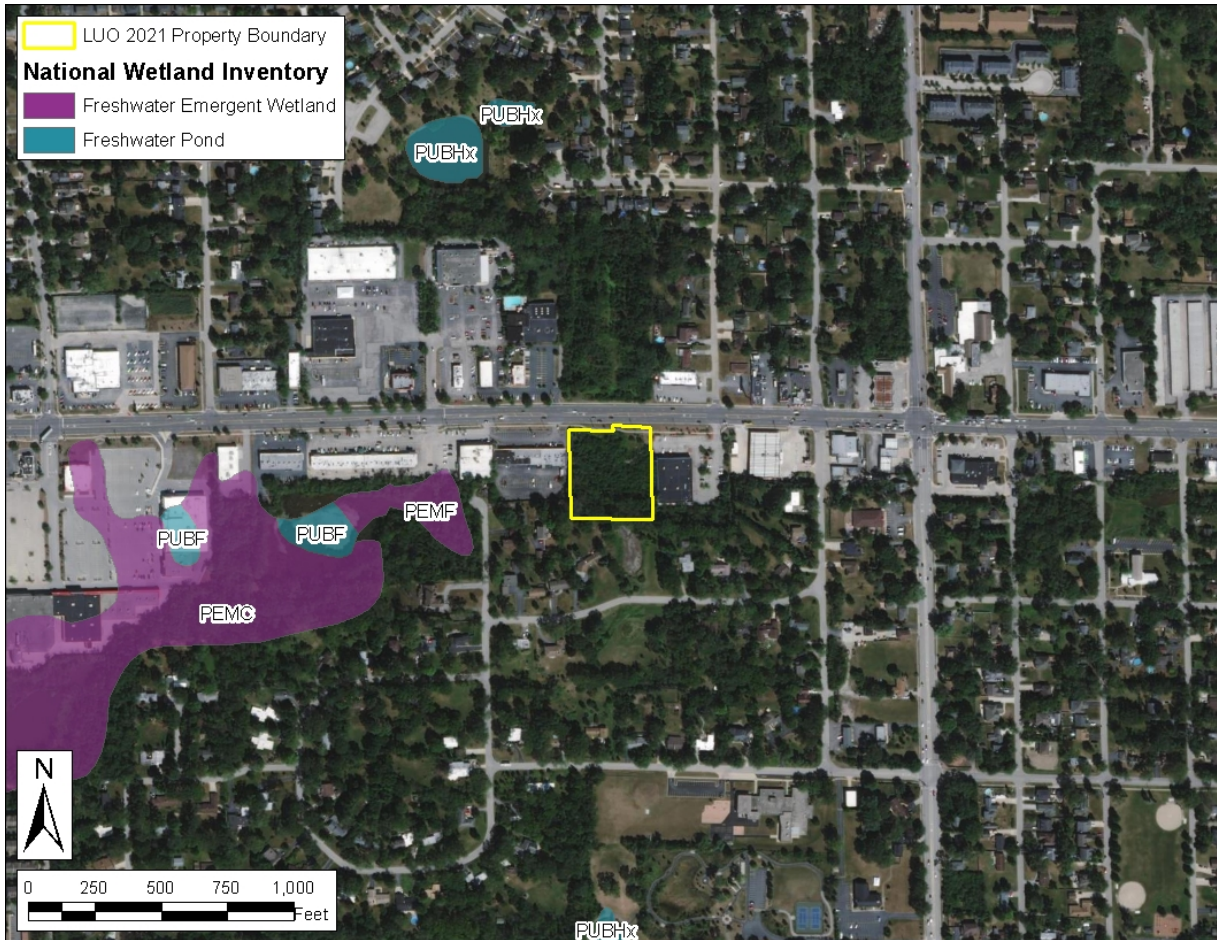 LUO 2021 Property Boundary
National Wetland Inventory
Freshwater Emergent Wetland
Freshwater Pond
PUBHx
PUBHx
PEMF
PUBF
PUBF
PEMC
N
0 250 500 750 1,000
Feet
PUBHx